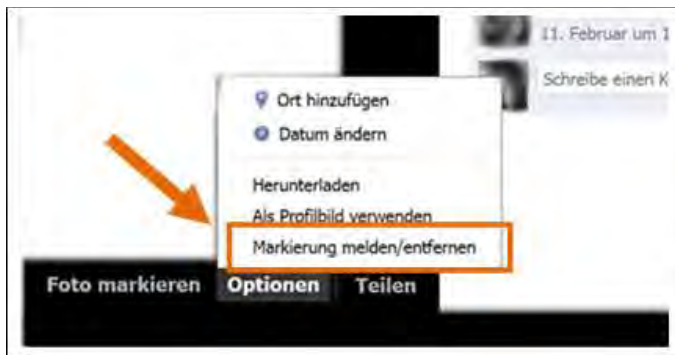 11. Februar um 1
Schreibe einen K
Ort hinzufügen
Datum ändern
Herunterladen
Als Profilbild verwenden
Markierung melden/entfernen
Foto markieren Optionen Teilen